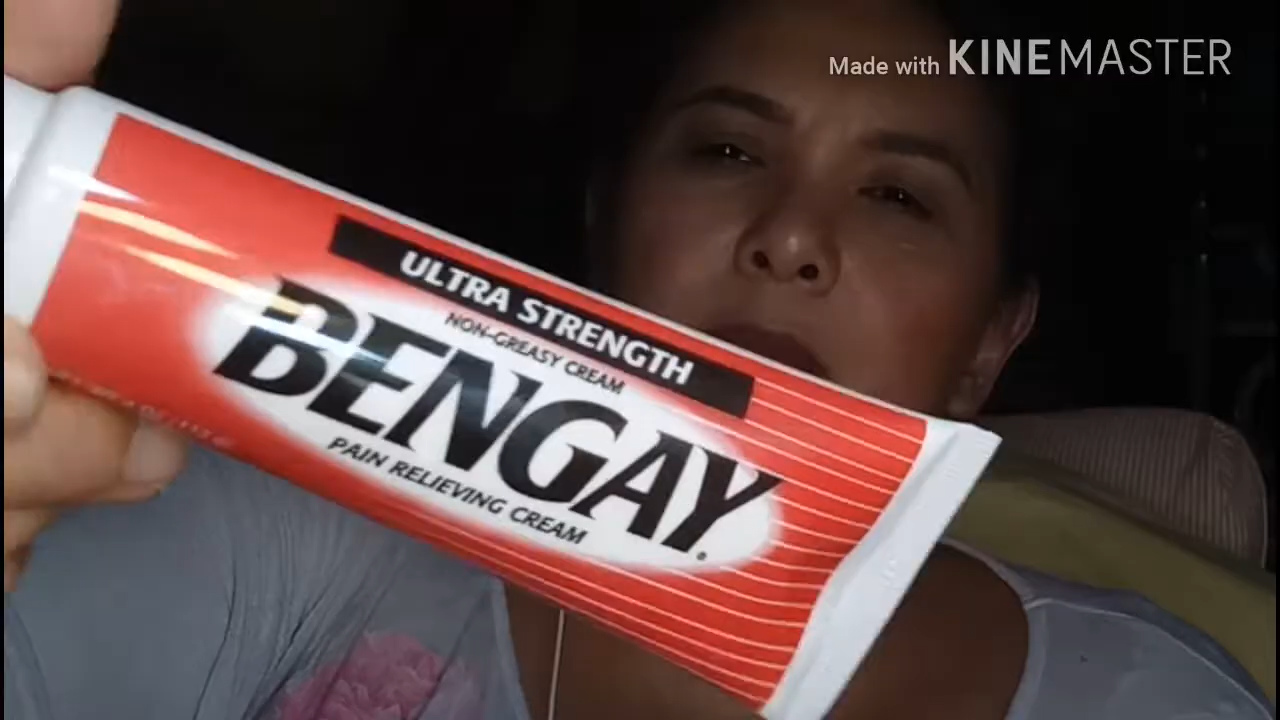 Made with KINEMASTER
ULTRA STRENGTH
NON-GREASY CREAM
BENGAY
PAIN RELIEVING CREAM